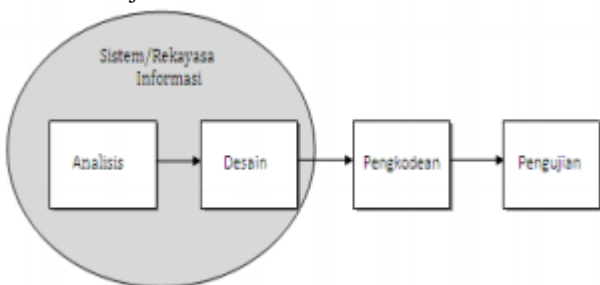 Sistem/Rekayasa
Informasi
Analisis
Desain
Pengkodean
Pengujian